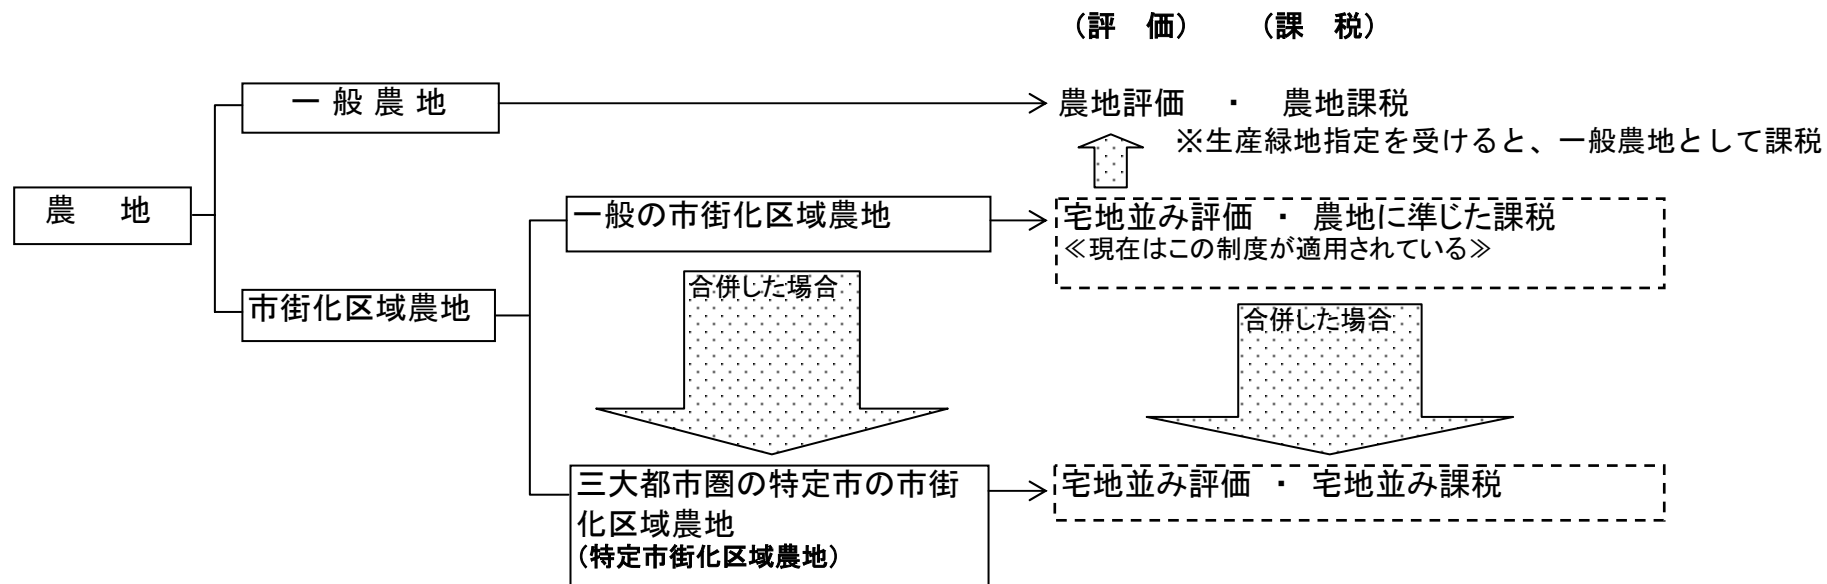 (評　価)　　(課　税)
一 般 農 地
農地評価　・　農地課税
※生産緑地指定を受けると、一般農地として課税
農　地
一般の市街化区域農地
宅地並み評価 ・ 農地に準じた課税
≪現在はこの制度が適用されている≫
市街化区域農地
合併した場合
合併した場合
三大都市圏の特定市の市街
化区域農地
(特定市街化区域農地)
宅地並み評価 ・ 宅地並み課税